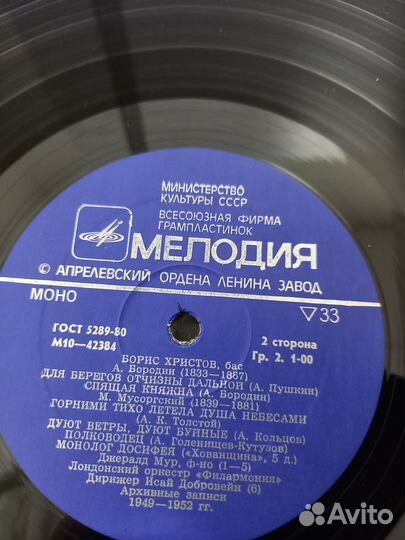 МИНИСТЕРСТВО
КУЛЬТУРЫ СССР
ВСЕСОЮЗНАЯ ФИРМА
ГРАМПЛАСТИНОК
МЕЛОДИЯ
© АПРЕЛЕВСКИЙ ОРДЕНА ЛЕНИНА ЗАВОД
МОНО
▽33
ГОСТ 5289-80
М10—42384
2 сторона
Гр. 2. 1-00
БОРИС ХРИСТОВ, бас
А. Бородин (1833—1867)
ДЛЯ БЕРЕГОВ ОТЧИЗНЫ ДАЛЬНОЙ (А. Пушкин)
СПЯЩАЯ КНЯЖНА (А. Бородин)
М. Мусоргский (1839—1881)
ГОРНИМИ ТИХО ЛЕТЕЛА ДУША НЕБЕСАМИ
(А. К. Толстой)
ДУЮТ ВЕТРЫ, ДУЮТ БУЙНЫЕ (А. Кольцов)
ПОЛКОВОДЕЦ (А. Голенищев-Кутузов)
МОНОЛОГ ДОСИФЕЯ («Хованщина», 5 д.)
Джеральд Мур, ф-но (1—5)
Лондонский оркестр «Филармония»
Дирижер Исай Добровейн (6)
Архивные записи
1949—1952 гг.
Avito